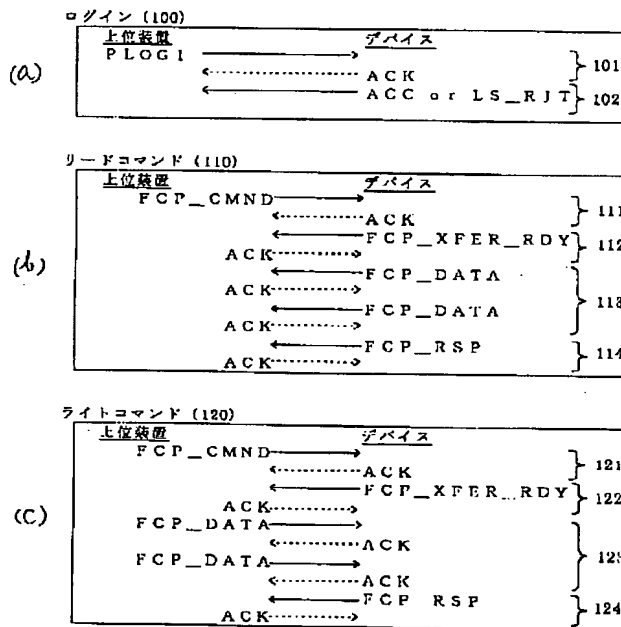 ログイン (100)
上位装置 デバイス
(a)
PLOGI
ACK 101
ACC or LS_RJT 102
リードコマンド (110)
上位装置 デバイス
FCP_CMND
ACK 111
FCP_XFER_RDY 112
ACK
(b)
FCP_DATA
ACK 113
FCP_DATA
ACK
FCP_RSP 114
ACK
ライトコマンド (120)
上位装置 デバイス
FCP_CMND
ACK 121
FCP_XFER_RDY 122
ACK
(C)
FCP_DATA
ACK 123
FCP_DATA
ACK
FCP RSP 124
ACK